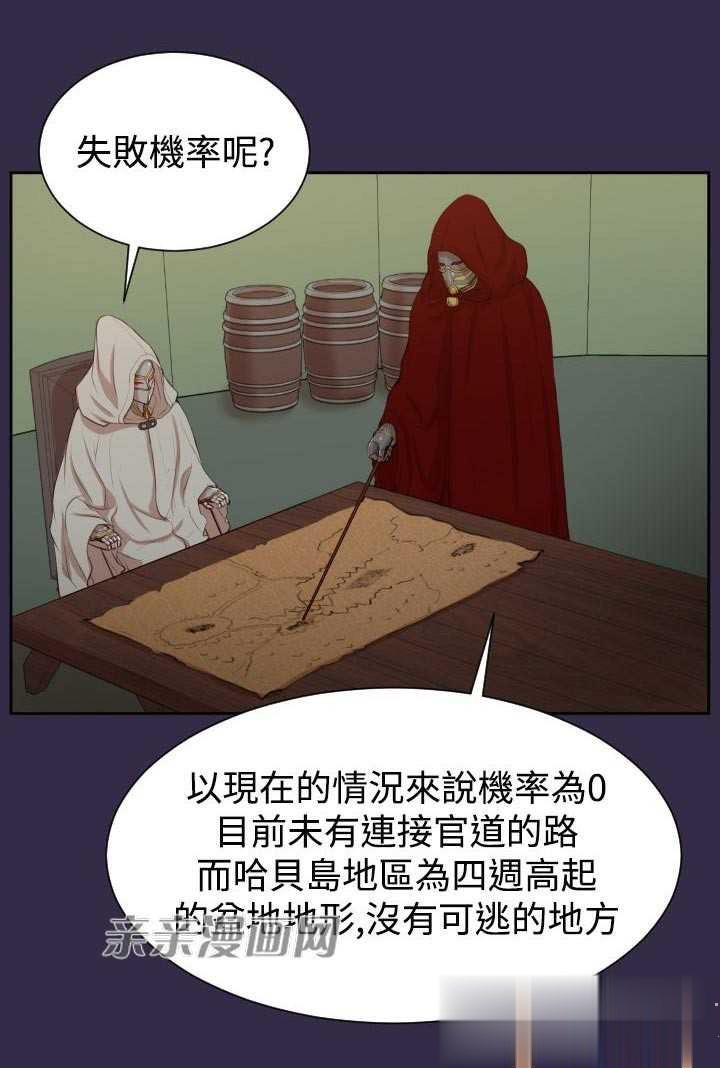 失敗機率呢?
以現在的情況來說機率為0
目前未有連接官道的路
而哈貝島地區為四週高起
的盆地地形,沒有可逃的地方
亲亲漫画网